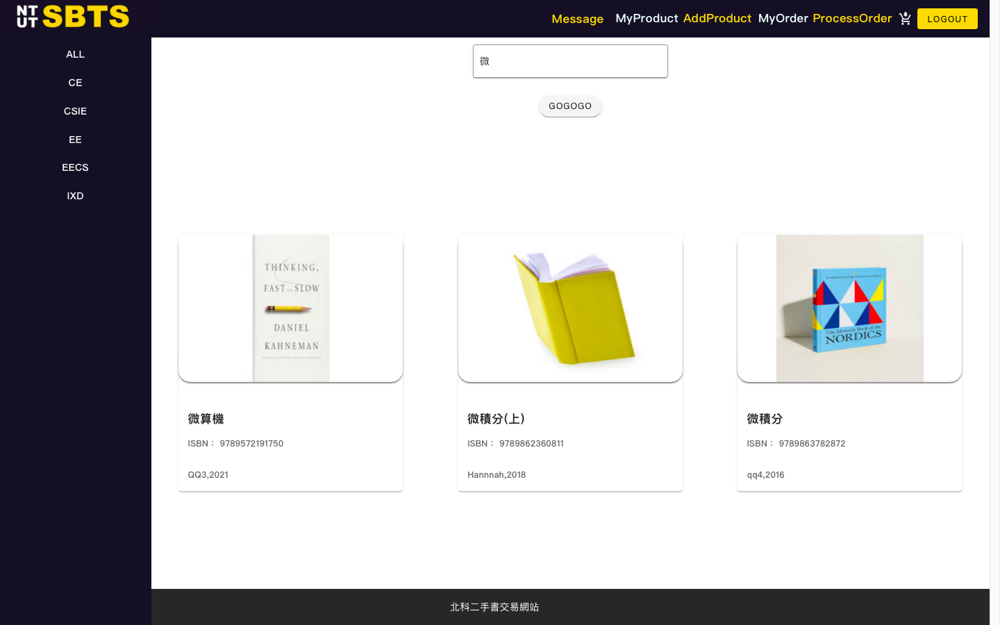 NTUT SBTS
Message MyProduct AddProduct MyOrder ProcessOrder LOGOUT
ALL
CE
CSIE
EE
EECS
IXD
微
GOGOGO
THINKING,
FAST AND SLOW
DANIEL
KAHNEMAN
微算機
ISBN： 9789572191750
QQ3,2021
微積分(上)
ISBN： 9789862360811
Hannnah,2018
The Monocle Book of the
NORDICS
微積分
ISBN： 9789863782872
qq4,2016
北科二手書交易網站